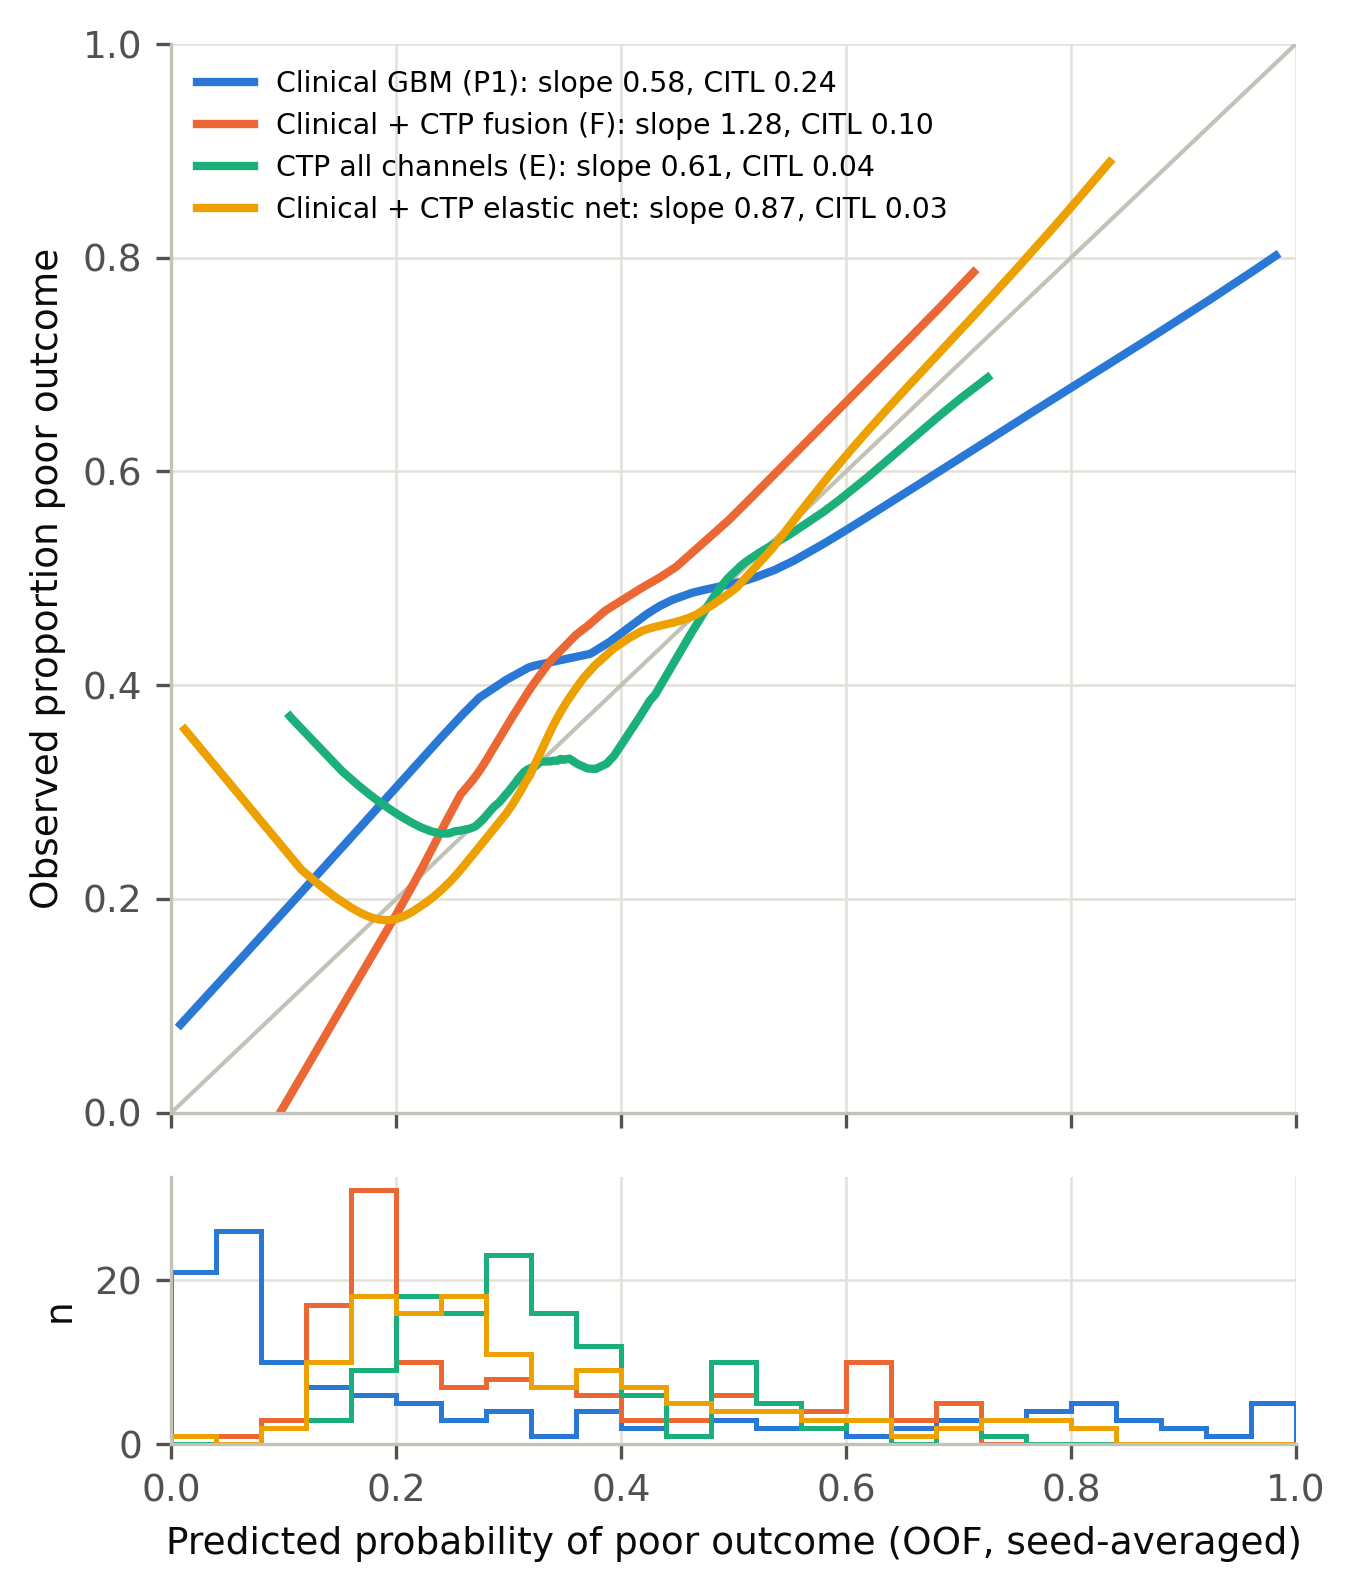 1.0
Clinical GBM (P1): slope 0.58, CITL 0.24
Clinical + CTP fusion (F): slope 1.28, CITL 0.10
CTP all channels (E): slope 0.61, CITL 0.04
Clinical + CTP elastic net: slope 0.87, CITL 0.03
0.8
0.6
0.4
0.2
0.0
Observed proportion poor outcome
20
0
n
0.0 0.2 0.4 0.6 0.8 1.0
Predicted probability of poor outcome (OOF, seed-averaged)